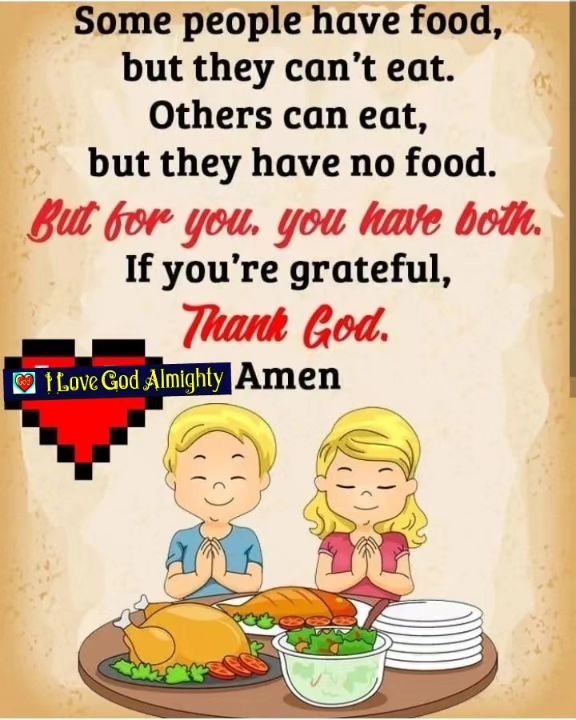 Some people have food,
but they can't eat.
Others can eat,
but they have no food.
But for you. you have both.
If you're grateful,
Thank God.
I Love God Almighty Amen